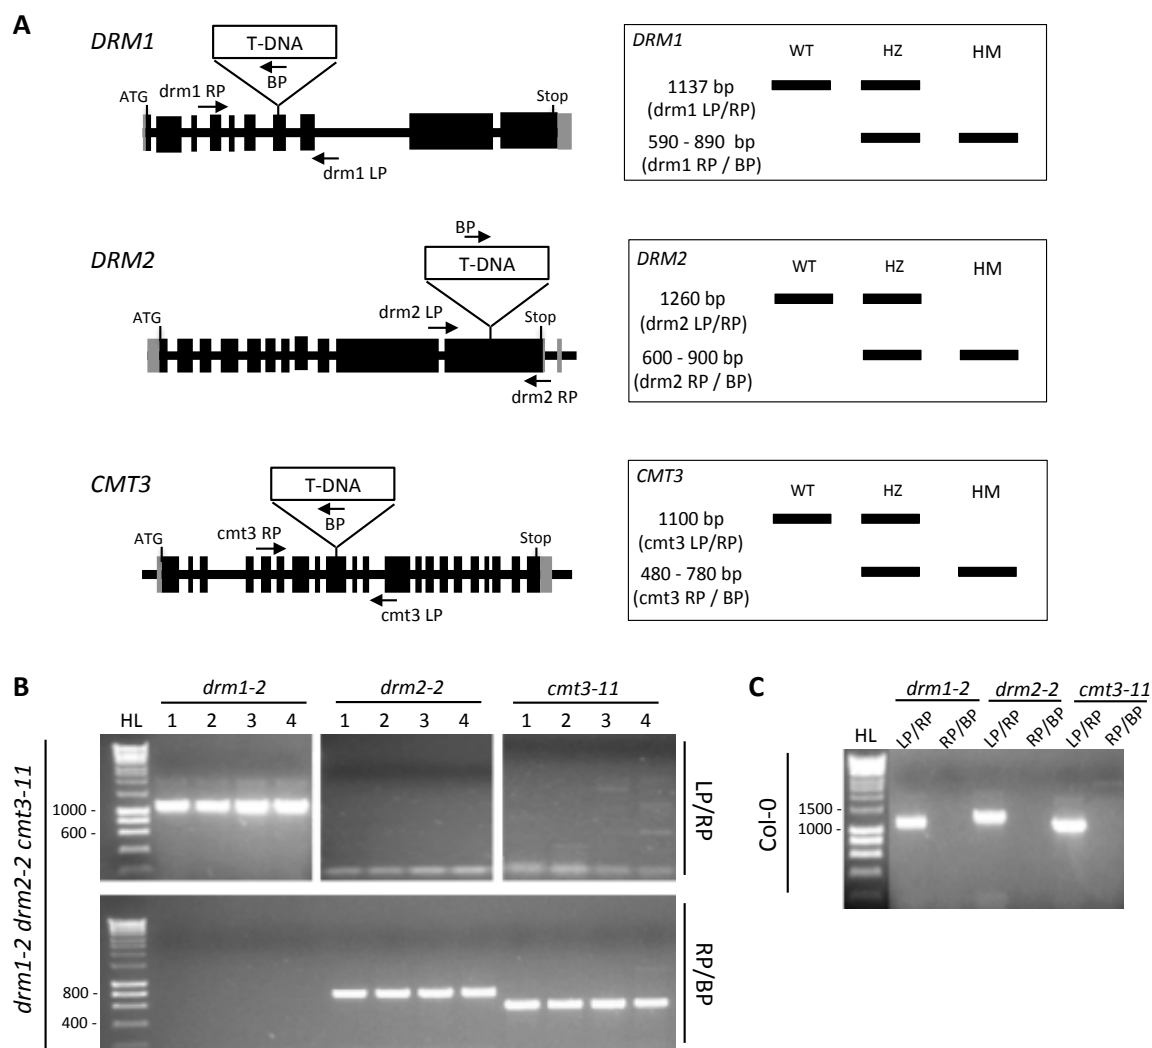 A
DRM1
T-DNA
BP
drm1 RP
ATG
Stop
drm1 LP
DRM1
WT
HZ
HM
1137 bp
(drm1 LP/RP)
590 - 890 bp
(drm1 RP / BP)
DRM2
BP
T-DNA
drm2 LP
ATG
Stop
drm2 RP
DRM2
WT
HZ
HM
1260 bp
(drm2 LP/RP)
600 - 900 bp
(drm2 RP / BP)
CMT3
T-DNA
BP
cmt3 RP
ATG
Stop
cmt3 LP
CMT3
WT
HZ
HM
1100 bp
(cmt3 LP/RP)
480 - 780 bp
(cmt3 RP / BP)
B
drm1-2 drm2-2 cmt3-11
drm1-2
drm2-2
cmt3-11
HL
1 2 3 4
1 2 3 4
1 2 3 4
1000 -
600 -
LP/RP
800 -
400 -
RP/BP
C
drm1-2
drm2-2
cmt3-11
HL
LP/RP
RP/BP
LP/RP
RP/BP
LP/RP
RP/BP
Col-0
1500 -
1000 -